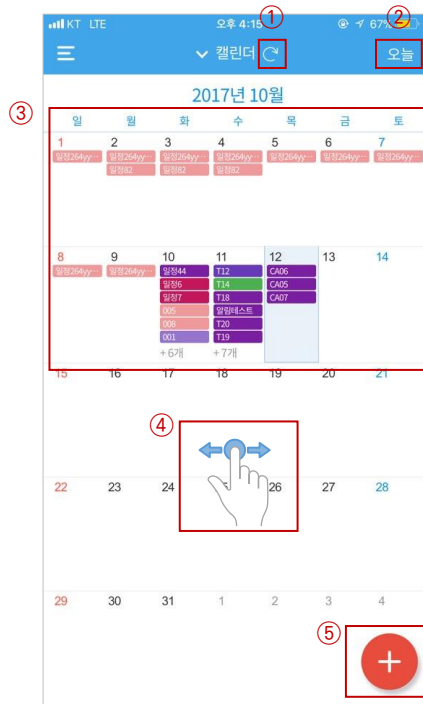 KT LTE 오후 4:15 67%
① ②
캘린더 오늘
2017년 10월
③
일 월 화 수 목 금 토
1 2 3 4 5 6 7
일정264yy… 일정264yy… 일정264yy… 일정264yy… 일정264yy… 일정264yy… 일정264yy…
일정82 일정82 일정82
8 9 10 11 12 13 14
일정264yy… 일정264yy… 일정44 T12 CA06
일정6 T14 CA05
일정7 T18 CA07
005 알림테스트
008 T20
001 T19
+6개 +7개
15 16 17 18 19 20 21
④
22 23 24 26 27 28
29 30 31 1 2 3 4
⑤
+